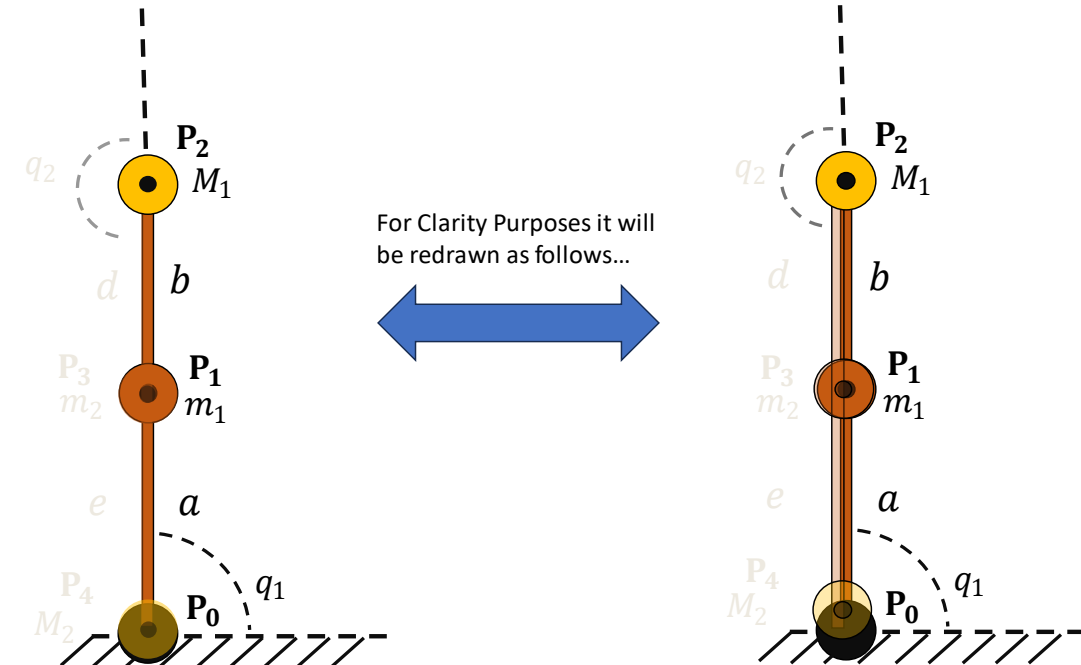 P₂
q₂
M₁
d
b
P₃
P₁
m₂
m₁
e
a
P₄
q₁
M₂
P₀
For Clarity Purposes it will
be redrawn as follows...
P₂
q₂
M₁
d
b
P₃
P₁
m₂
m₁
e
a
P₄
q₁
M₂
P₀